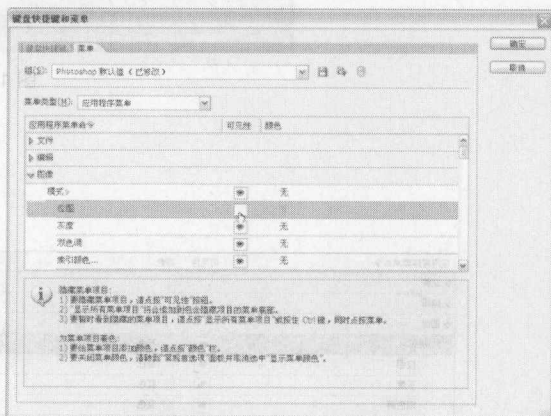 键盘快捷键和菜单
键盘快捷键 菜单
确定
取消
组(S): Photoshop 默认值 (已修改)
菜单类型(M): 应用程序菜单
应用程序菜单命令 可见性 颜色
文件
编辑
图像
模式> 无
位图
灰度 无
双色调 无
索引颜色... 无
隐藏菜单项目:
1) 要隐藏菜单项目,请点按“可见性”按钮。
2) “显示所有菜单项目”将会追加到包含隐藏项目的菜单底部。
3) 要暂时看到隐藏的菜单项目,请点按“显示所有菜单项目”或按住 Ctrl 键,同时点按菜单。
为菜单项目着色:
1) 要给菜单项目添加颜色,请点按“颜色”栏。
2) 要关闭菜单颜色,请转到“常规首选项”面板并取消选中“显示菜单颜色”。